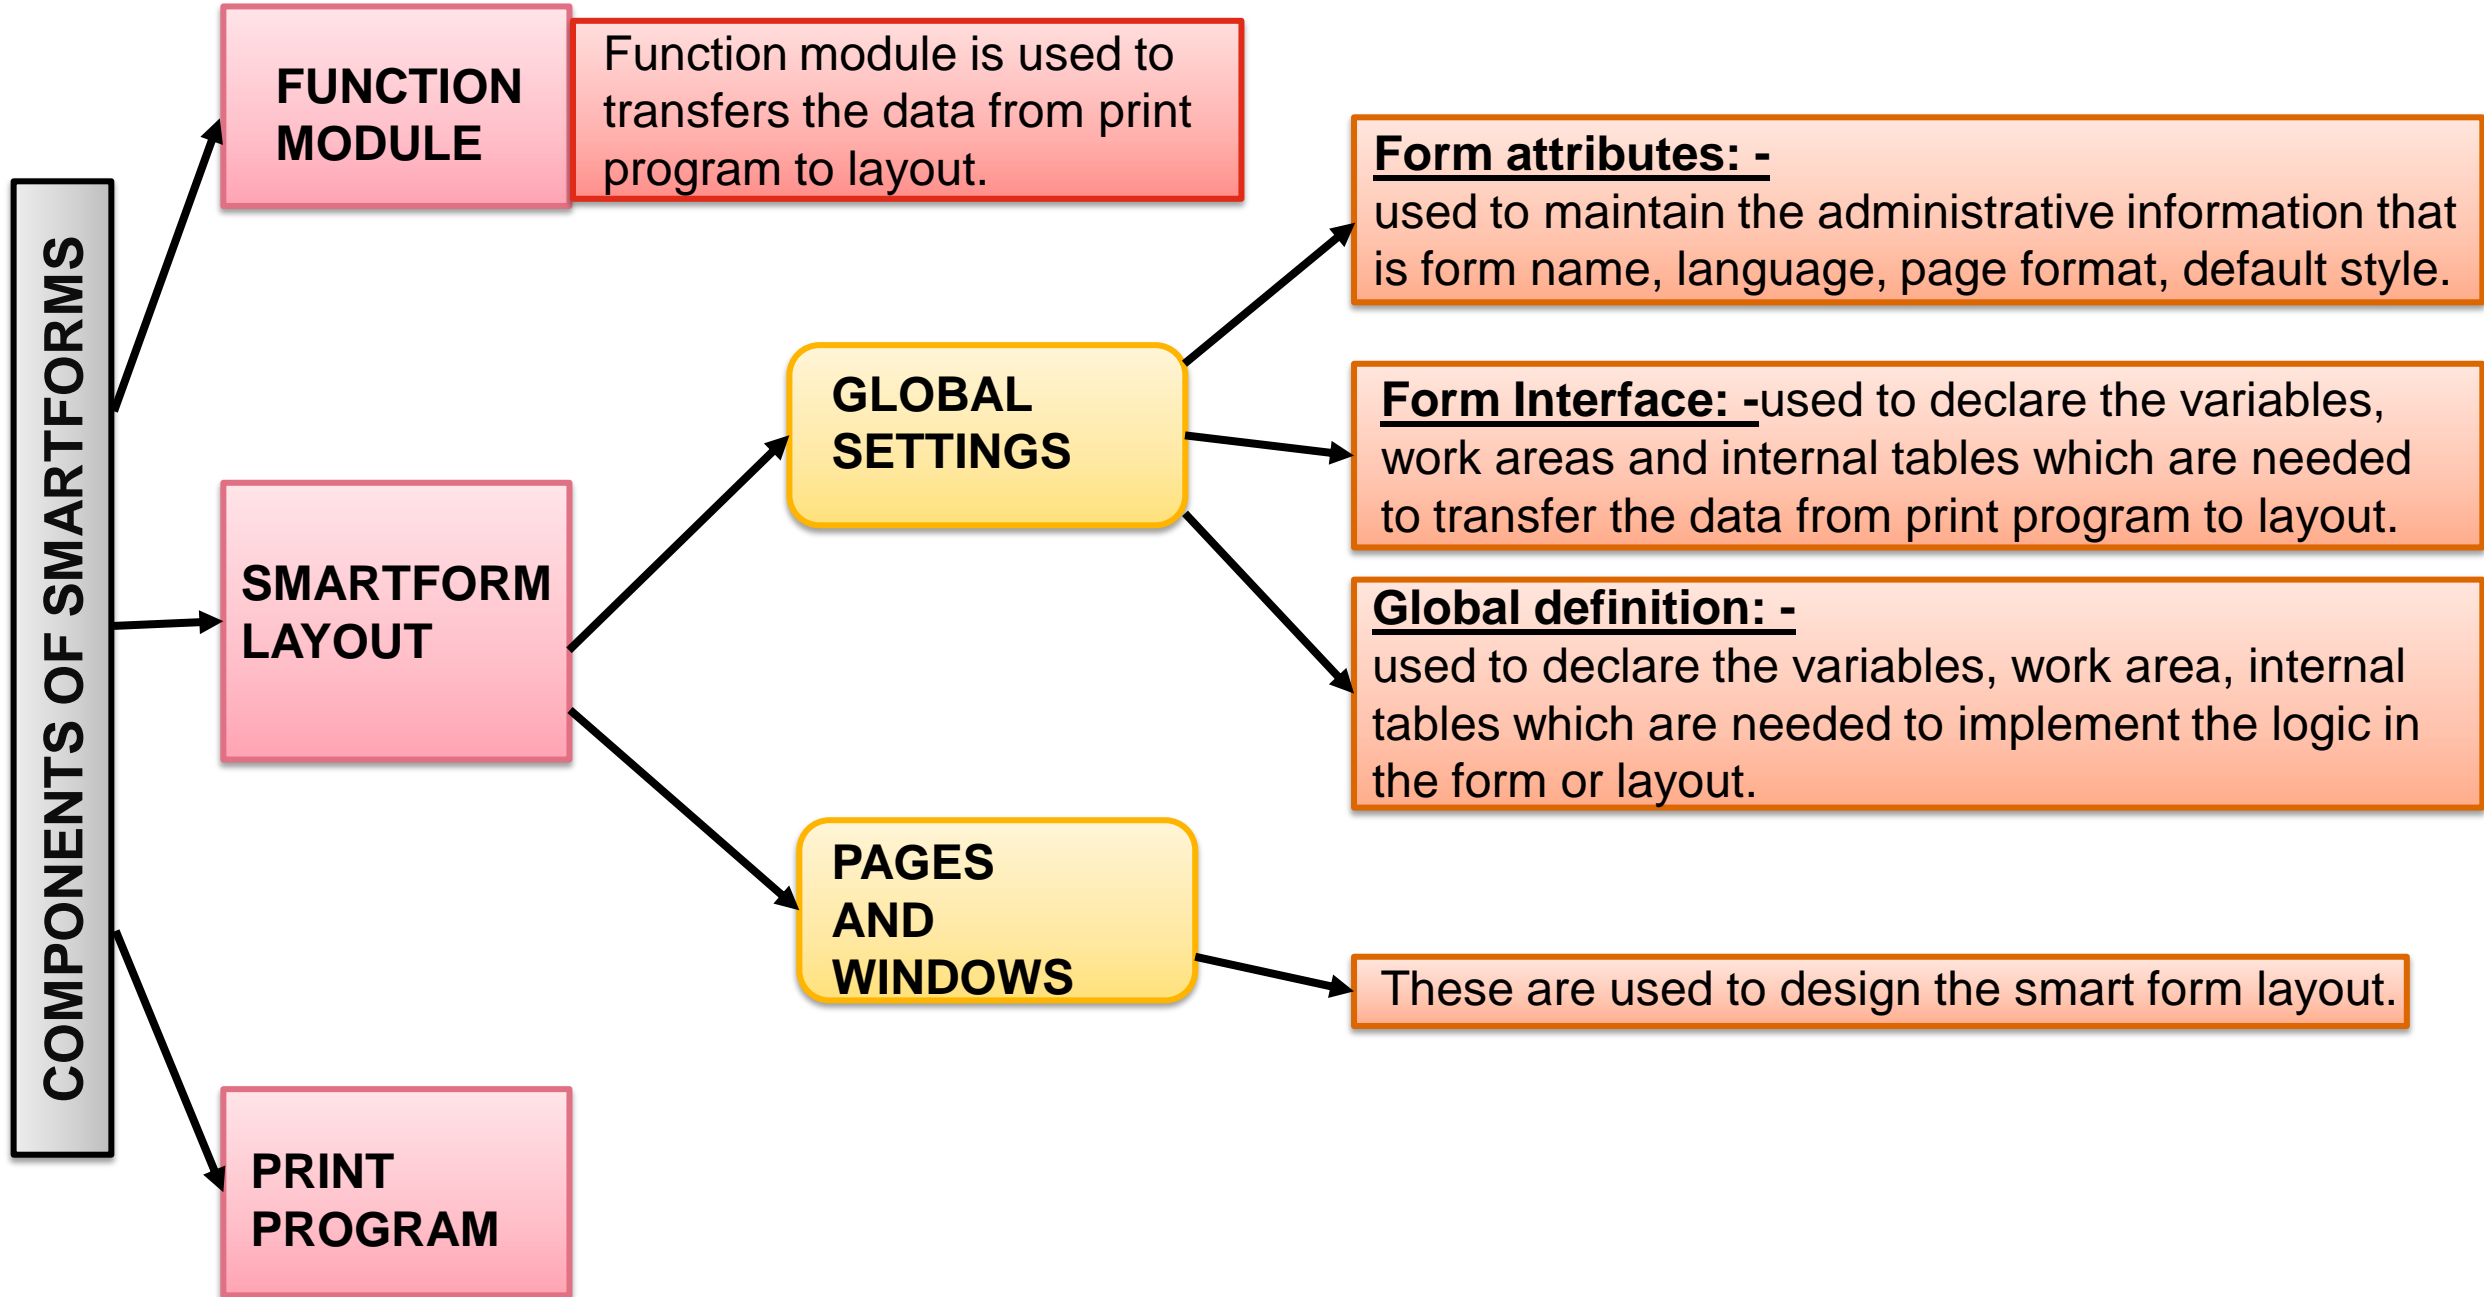 COMPONENTS OF SMARTFORMS
FUNCTION
MODULE
Function module is used to
transfers the data from print
program to layout.
SMARTFORM
LAYOUT
GLOBAL
SETTINGS
Form attributes: -
used to maintain the administrative information that
is form name, language, page format, default style.
Form Interface: -used to declare the variables,
work areas and internal tables which are needed
to transfer the data from print program to layout.
Global definition: -
used to declare the variables, work area, internal
tables which are needed to implement the logic in
the form or layout.
PAGES
AND
WINDOWS
These are used to design the smart form layout.
PRINT
PROGRAM